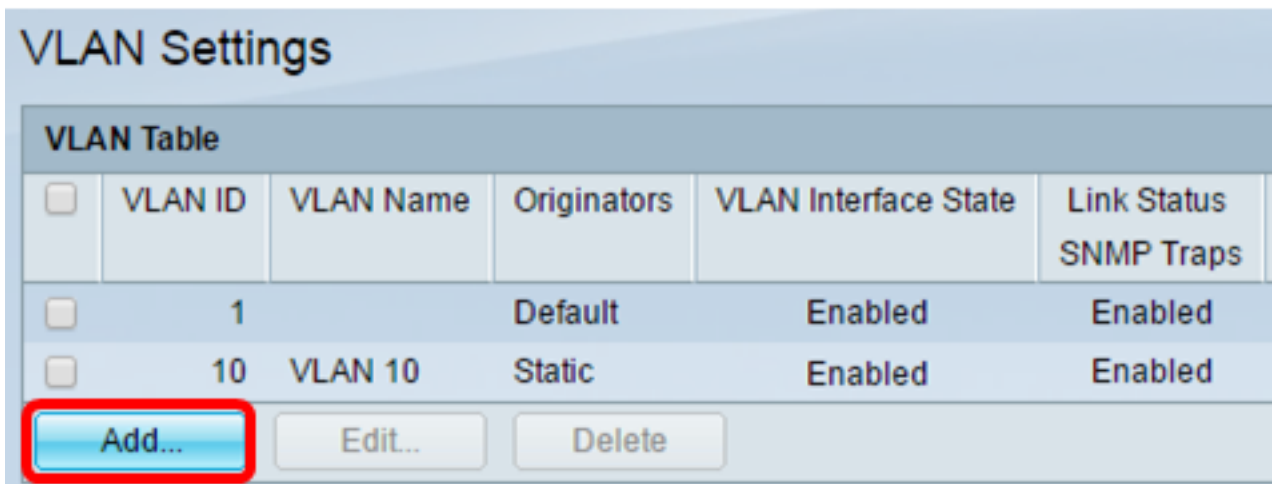 VLAN Settings
VLAN Table
VLAN ID VLAN Name Originators VLAN Interface State Link Status
SNMP Traps
1 Default Enabled Enabled
10 VLAN 10 Static Enabled Enabled
Add... Edit... Delete